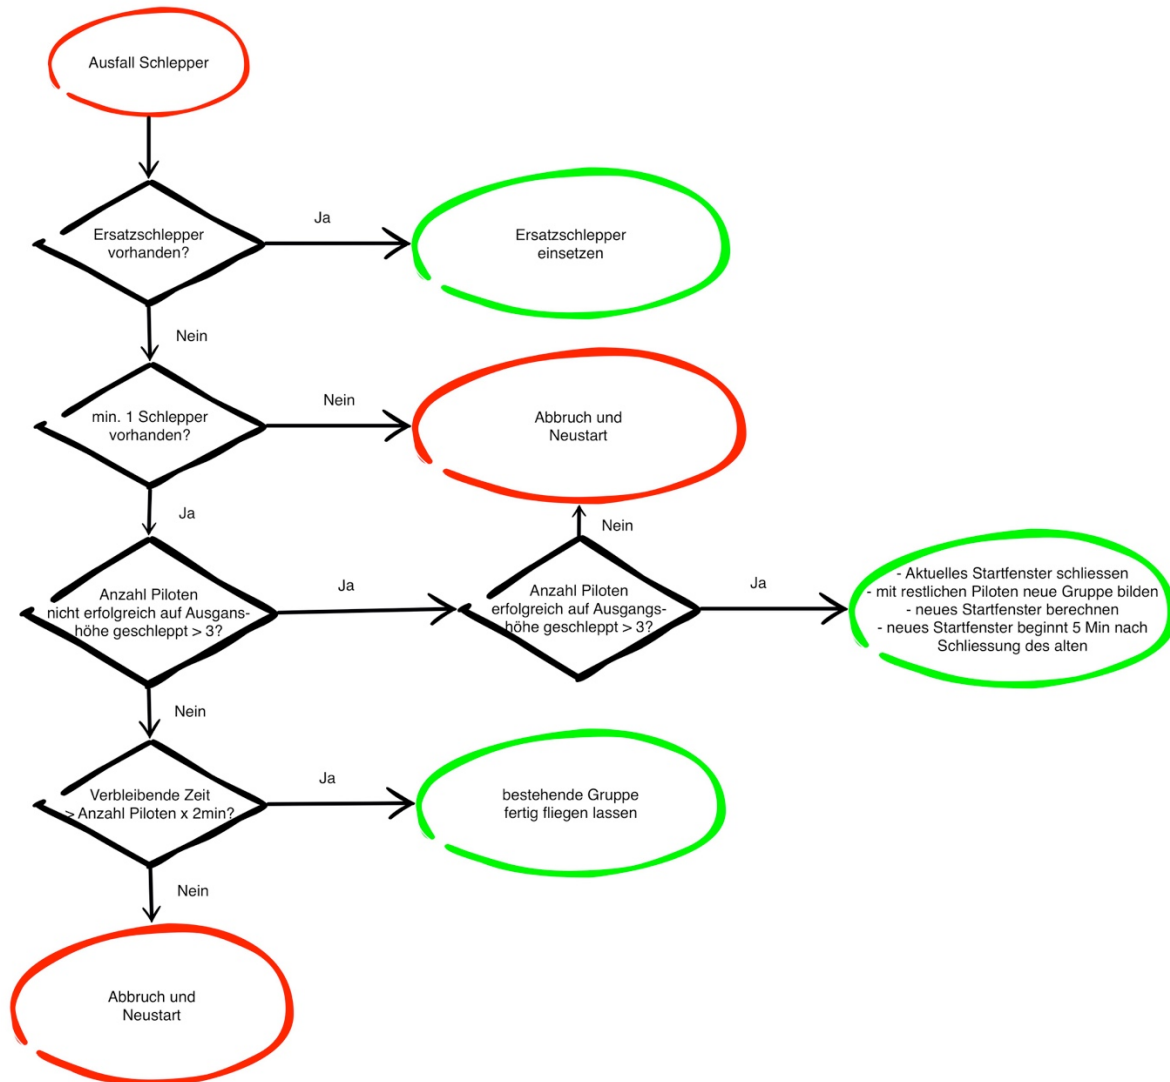 Ausfall Schlepper
Ersatzschlepper
vorhanden?
Ja
Ersatzschlepper
einsetzen
Nein
min. 1 Schlepper
vorhanden?
Nein
Abbruch und
Neustart
Ja
Nein
Anzahl Piloten
nicht erfolgreich auf Ausgans-
höhe geschleppt > 3?
Ja
Anzahl Piloten
erfolgreich auf Ausgangs-
höhe geschleppt > 3?
Ja
- Aktuelles Startfenster schliessen
- mit restlichen Piloten neue Gruppe bilden
- neues Startfenster berechnen
- neues Startfenster beginnt 5 Min nach
Schliessung des alten
Nein
Verbleibende Zeit
> Anzahl Piloten x 2min?
Ja
bestehende Gruppe
fertig fliegen lassen
Nein
Abbruch und
Neustart